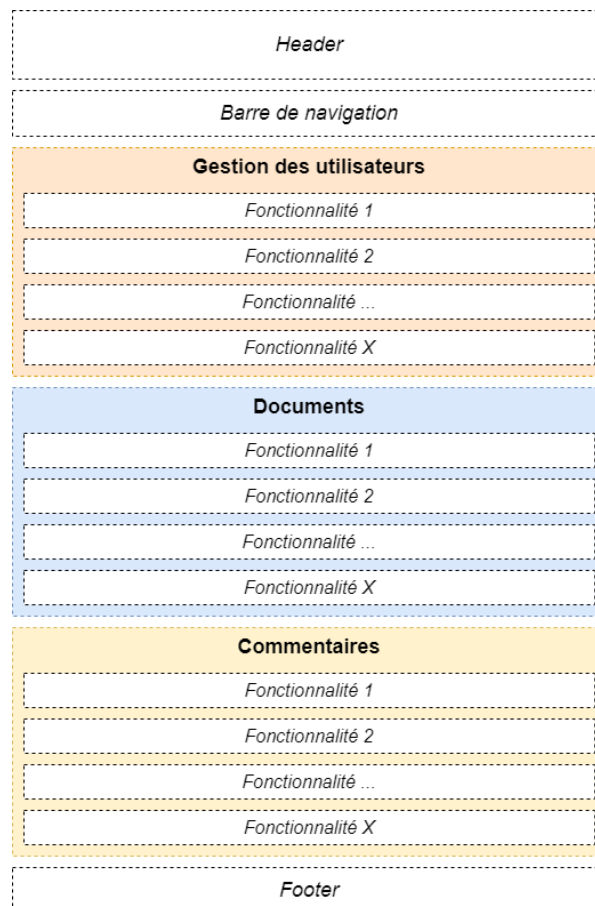 Header
Barre de navigation
Gestion des utilisateurs
Fonctionnalité 1
Fonctionnalité 2
Fonctionnalité ...
Fonctionnalité X
Documents
Fonctionnalité 1
Fonctionnalité 2
Fonctionnalité ...
Fonctionnalité X
Commentaires
Fonctionnalité 1
Fonctionnalité 2
Fonctionnalité ...
Fonctionnalité X
Footer